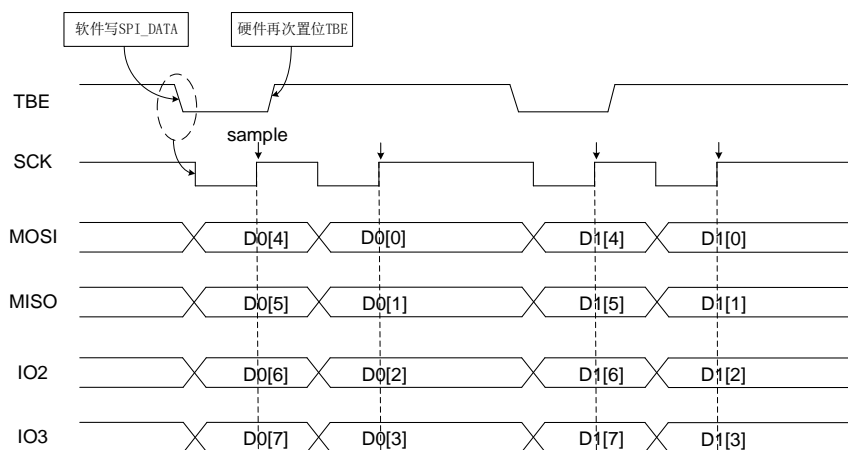 软件写SPI_DATA
硬件再次置位TBE
TBE
sample
SCK
MOSI D0[4] D0[0] D1[4] D1[0]
MISO D0[5] D0[1] D1[5] D1[1]
IO2 D0[6] D0[2] D1[6] D1[2]
IO3 D0[7] D0[3] D1[7] D1[3]